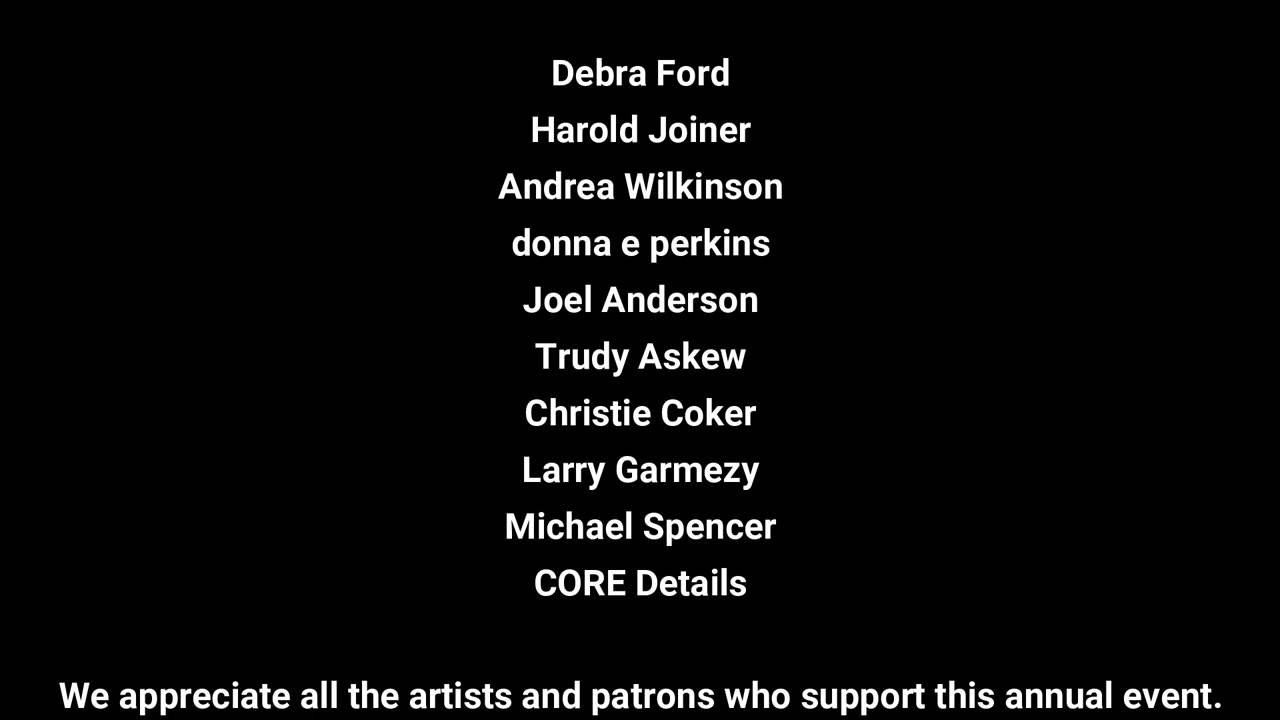 Debra Ford
Harold Joiner
Andrea Wilkinson
donna e perkins
Joel Anderson
Trudy Askew
Christie Coker
Larry Garmezy
Michael Spencer
CORE Details
We appreciate all the artists and patrons who support this annual event.